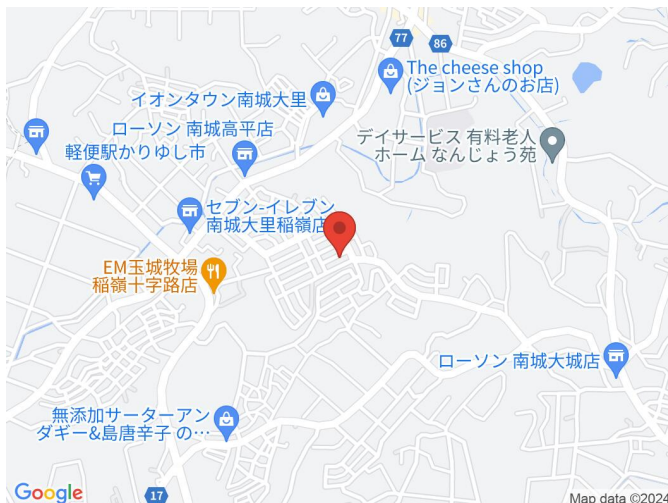 77
86
The cheese shop
(ジョンさんのお店)
イオンタウン南城大里
ローソン 南城高平店
軽便駅かりゆし市
デイサービス 有料老人
ホーム なんじょう苑
セブン-イレブン
南城大里稲嶺店
EM玉城牧場
稲嶺十字路店
ローソン 南城大城店
無添加サーターアン
ダギー&島唐辛子 の…
17
Google
Map data ©2024